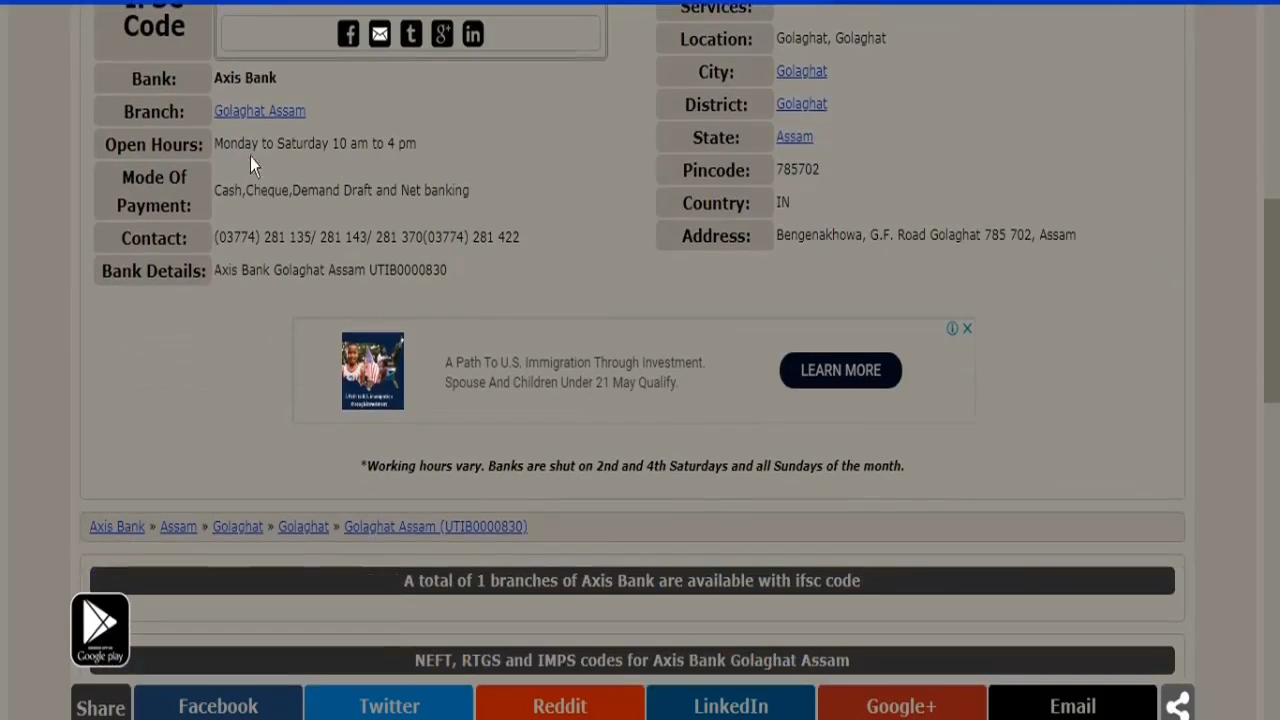 IFSC
Code
Bank: Axis Bank
Branch: Golaghat Assam
Open Hours: Monday to Saturday 10 am to 4 pm
Mode Of
Payment: Cash,Cheque,Demand Draft and Net banking
Contact: (03774) 281 135/ 281 143/ 281 370(03774) 281 422
Bank Details: Axis Bank Golaghat Assam UTIB0000830
Services:
Location: Golaghat, Golaghat
City: Golaghat
District: Golaghat
State: Assam
Pincode: 785702
Country: IN
Address: Bengenakhowa, G.F. Road Golaghat 785 702, Assam
A Path To U.S. Immigration Through Investment.
Spouse And Children Under 21 May Qualify.
LEARN MORE
*Working hours vary. Banks are shut on 2nd and 4th Saturdays and all Sundays of the month.
Axis Bank » Assam » Golaghat » Golaghat » Golaghat Assam (UTIB0000830)
A total of 1 branches of Axis Bank are available with ifsc code
Google play
NEFT, RTGS and IMPS codes for Axis Bank Golaghat Assam
Share Facebook Twitter Reddit LinkedIn Google+ Email